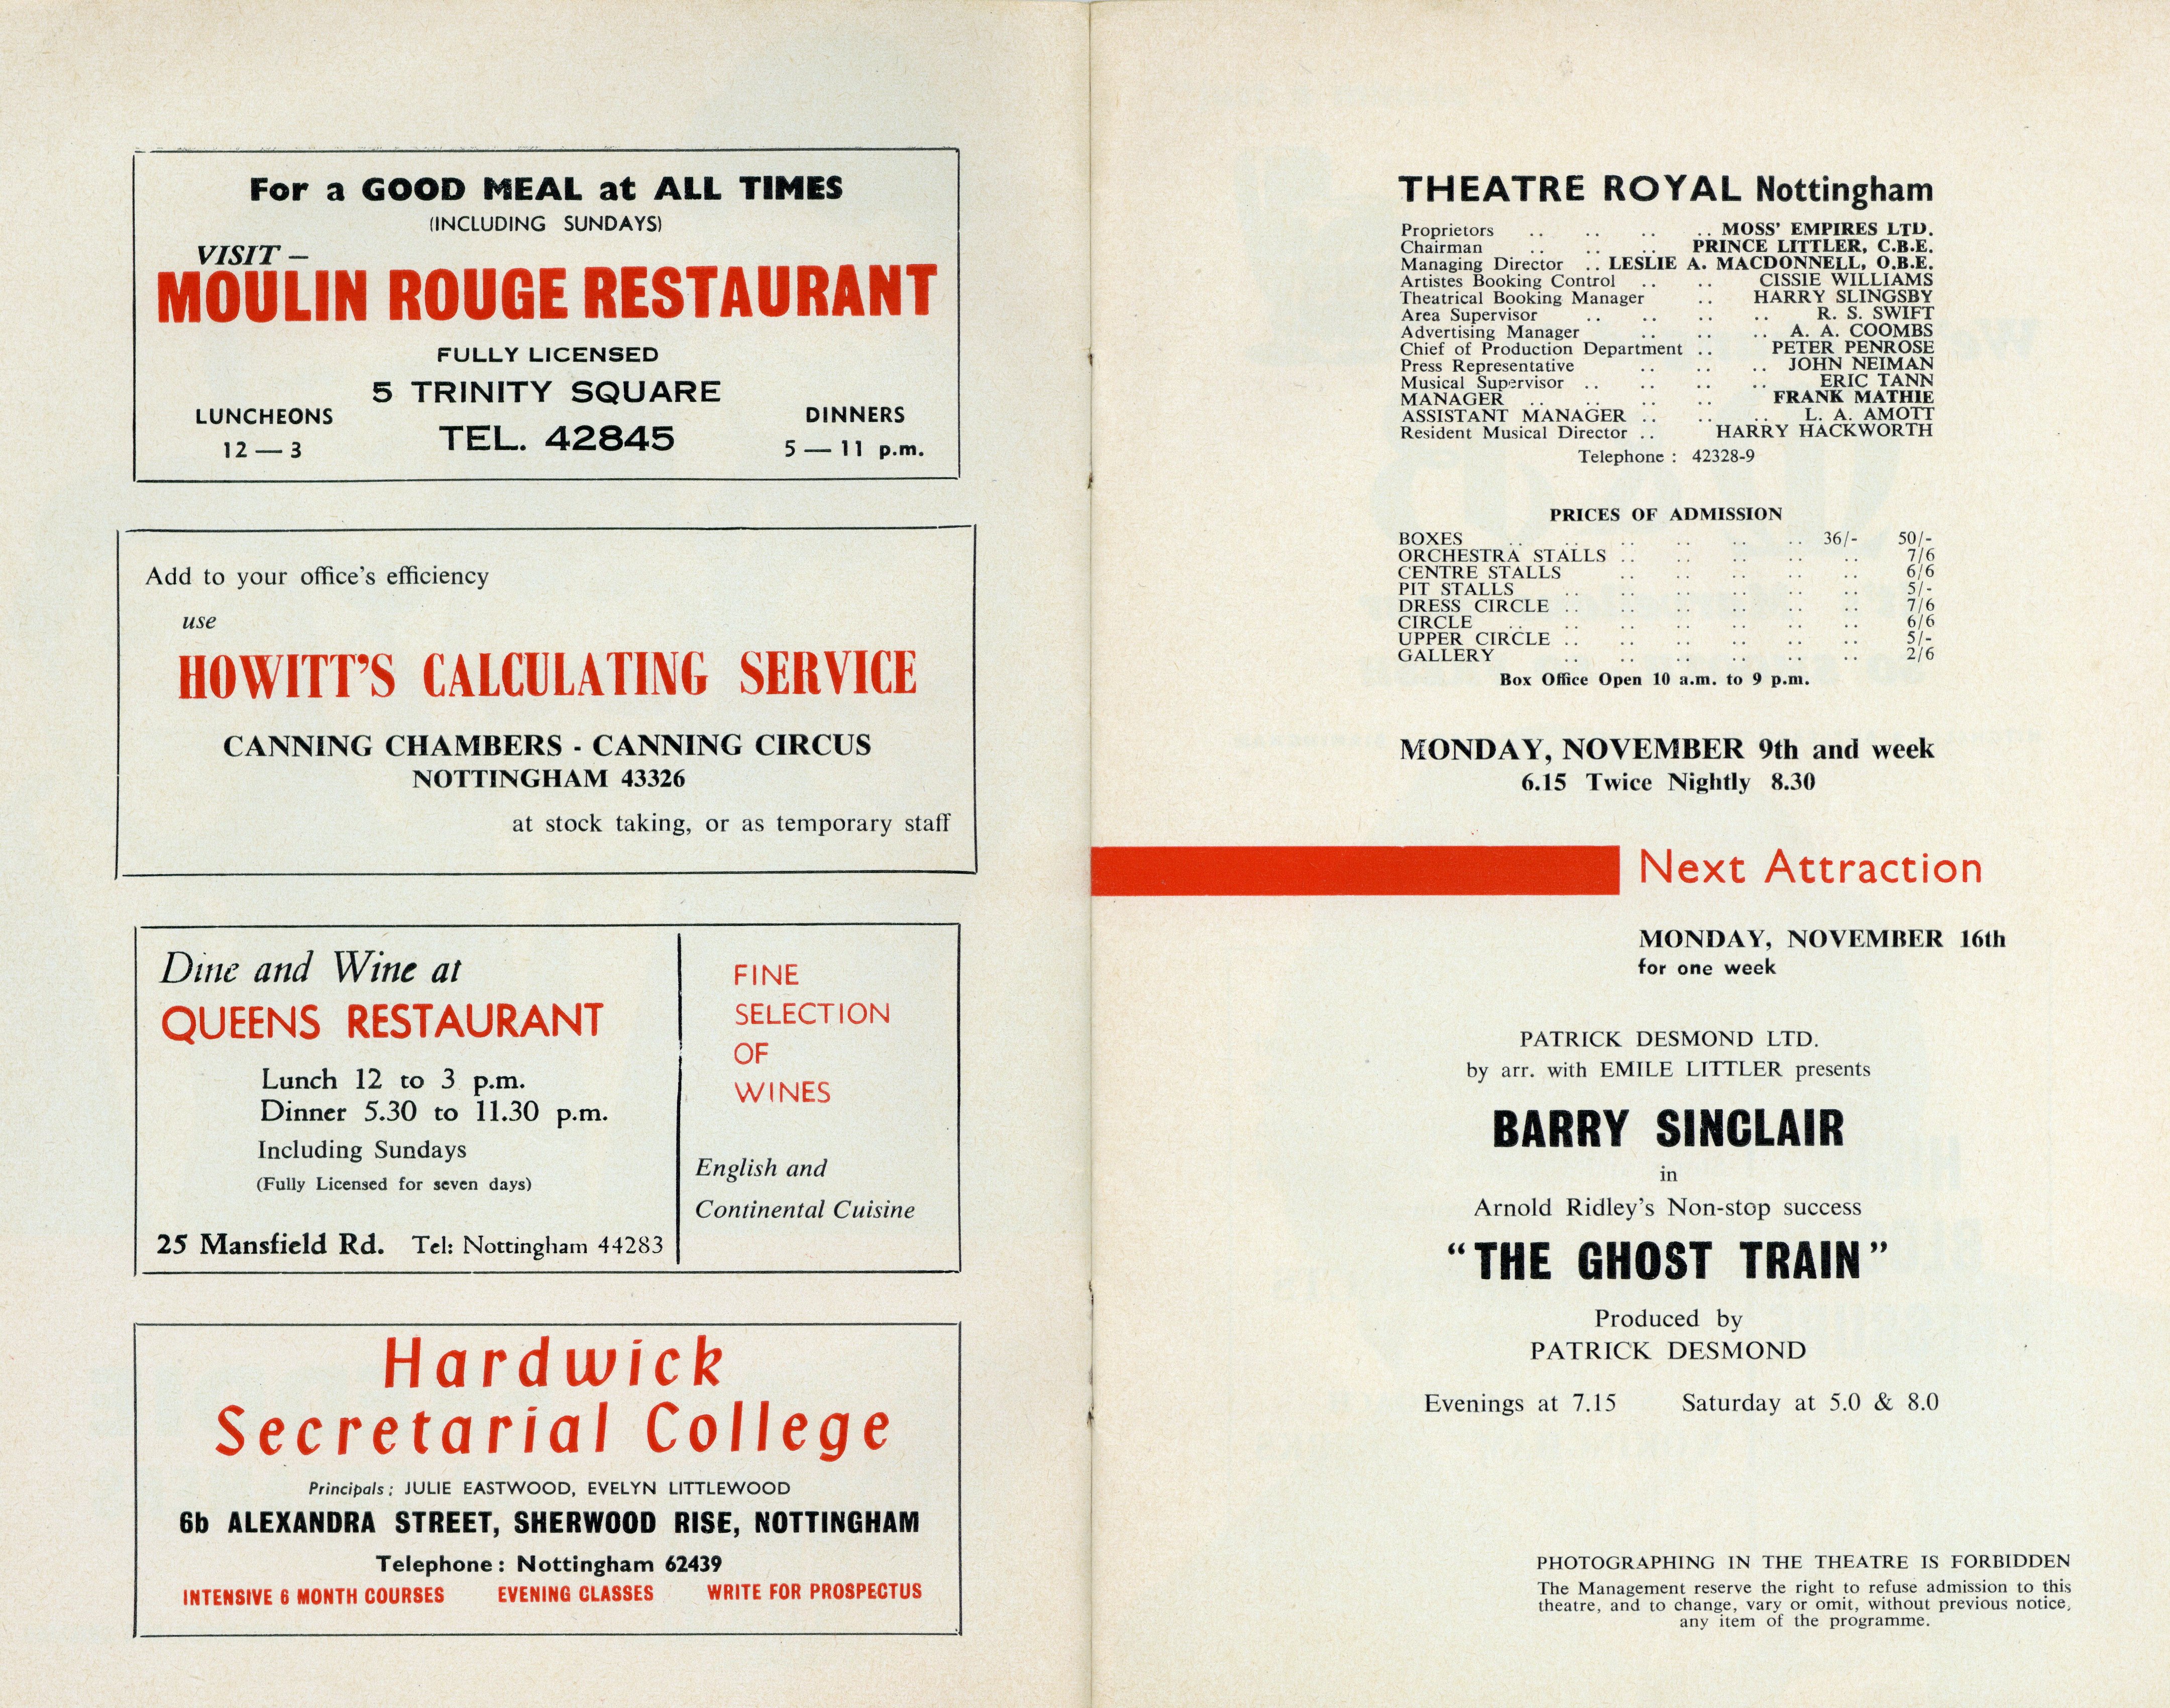 For a GOOD MEAL at ALL TIMES
(INCLUDING SUNDAYS)
VISIT –
MOULIN ROUGE RESTAURANT
FULLY LICENSED
5 TRINITY SQUARE
LUNCHEONS
12 — 3
TEL. 42845
DINNERS
5 — 11 p.m.
Add to your office's efficiency
use
HOWITT'S CALCULATING SERVICE
CANNING CHAMBERS - CANNING CIRCUS
NOTTINGHAM 43326
at stock taking, or as temporary staff
Dine and Wine at
QUEENS RESTAURANT
Lunch 12 to 3 p.m.
Dinner 5.30 to 11.30 p.m.
Including Sundays
(Fully Licensed for seven days)
25 Mansfield Rd. Tel: Nottingham 44283
FINE
SELECTION
OF
WINES
English and
Continental Cuisine
Hardwick
Secretarial College
Principals: JULIE EASTWOOD, EVELYN LITTLEWOOD
6b ALEXANDRA STREET, SHERWOOD RISE, NOTTINGHAM
Telephone: Nottingham 62439
INTENSIVE 6 MONTH COURSES EVENING CLASSES WRITE FOR PROSPECTUS
THEATRE ROYAL Nottingham
Proprietors .. .. .. .. MOSS' EMPIRES LTD.
Chairman .. .. .. PRINCE LITTLER, C.B.E.
Managing Director .. LESLIE A. MACDONNELL, O.B.E.
Artistes Booking Control .. .. CISSIE WILLIAMS
Theatrical Booking Manager .. HARRY SLINGSBY
Area Supervisor .. .. .. .. R. S. SWIFT
Advertising Manager .. .. .. A. A. COOMBS
Chief of Production Department .. PETER PENROSE
Press Representative .. .. .. JOHN NEIMAN
Musical Supervisor .. .. .. .. ERIC TANN
MANAGER .. .. .. .. FRANK MATHIE
ASSISTANT MANAGER .. .. .. L. A. AMOTT
Resident Musical Director .. HARRY HACKWORTH
Telephone : 42328-9
PRICES OF ADMISSION
BOXES .. .. .. .. .. .. 36/- 50/-
ORCHESTRA STALLS .. .. .. .. .. 7/6
CENTRE STALLS .. .. .. .. .. 6/6
PIT STALLS .. .. .. .. .. .. 5/-
DRESS CIRCLE .. .. .. .. .. .. 7/6
CIRCLE .. .. .. .. .. .. .. 6/6
UPPER CIRCLE .. .. .. .. .. .. 5/-
GALLERY .. .. .. .. .. .. 2/6
Box Office Open 10 a.m. to 9 p.m.
MONDAY, NOVEMBER 9th and week
6.15 Twice Nightly 8.30
Next Attraction
MONDAY, NOVEMBER 16th
for one week
PATRICK DESMOND LTD.
by arr. with EMILE LITTLER presents
BARRY SINCLAIR
in
Arnold Ridley's Non-stop success
"THE GHOST TRAIN"
Produced by
PATRICK DESMOND
Evenings at 7.15 Saturday at 5.0 & 8.0
PHOTOGRAPHING IN THE THEATRE IS FORBIDDEN
The Management reserve the right to refuse admission to this
theatre, and to change, vary or omit, without previous notice,
any item of the programme.